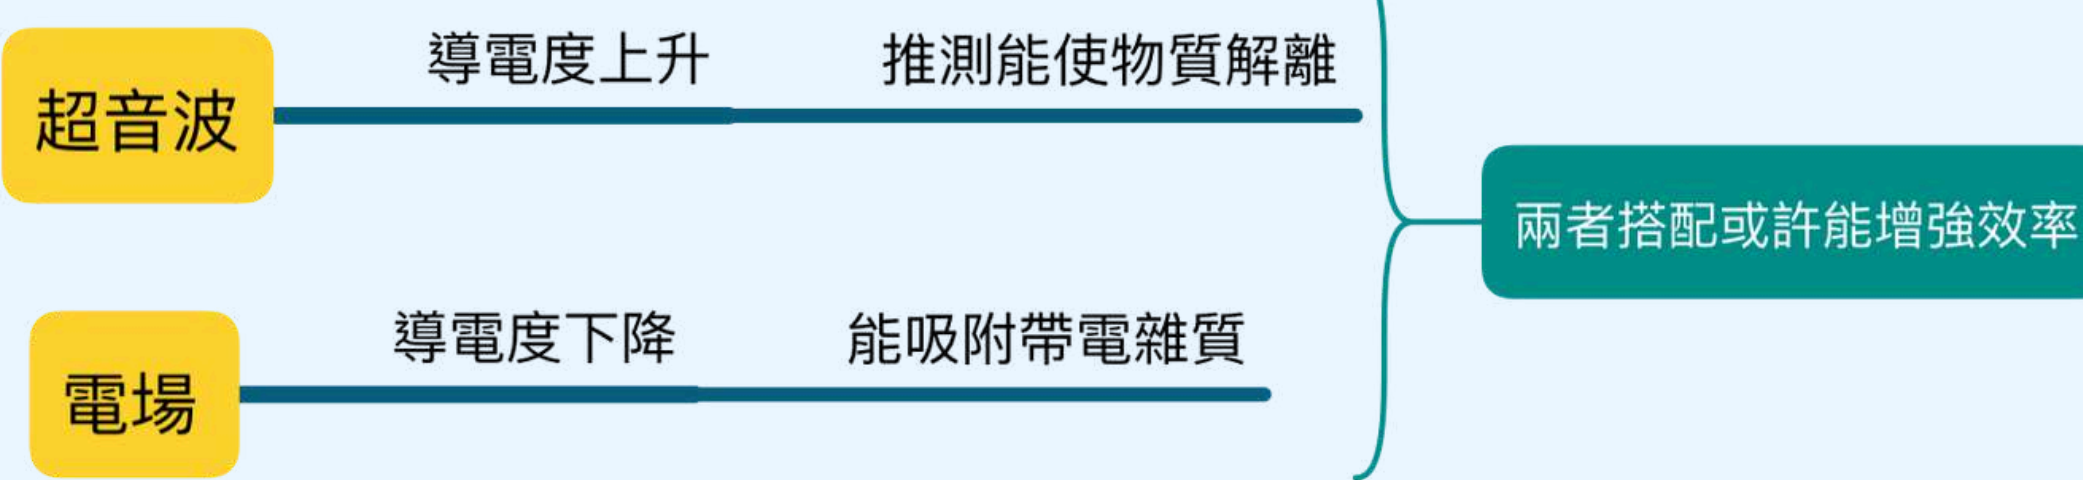 超音波
導電度上升
推測能使物質解離
兩者搭配或許能增強效率
電場
導電度下降
能吸附帶電雜質